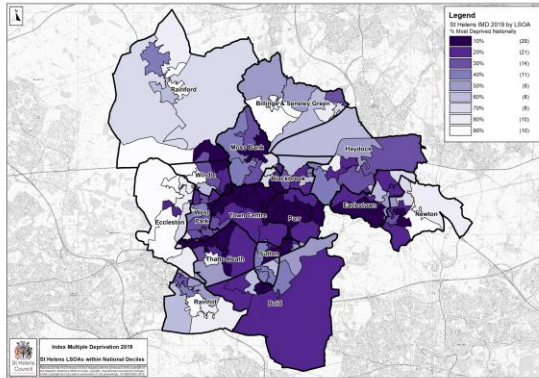 N
Legend
St Helens IMD 2019 by LSOA
% Most Deprived Nationally
10% (29)
20% (21)
30% (14)
40% (11)
50% (8)
60% (8)
70% (8)
80% (10)
90% (10)
Rainford
Billinge & Seneley Green
Moss Bank
Haydock
Windle
Blackbrook
Earlestown
Newton
West Park
Town Centre
Parr
Eccleston
Thatto Heath
Sutton
Rainhill
Bold
St Helens
Council
Index Multiple Deprivation 2019
St Helens LSOAs within National Deciles